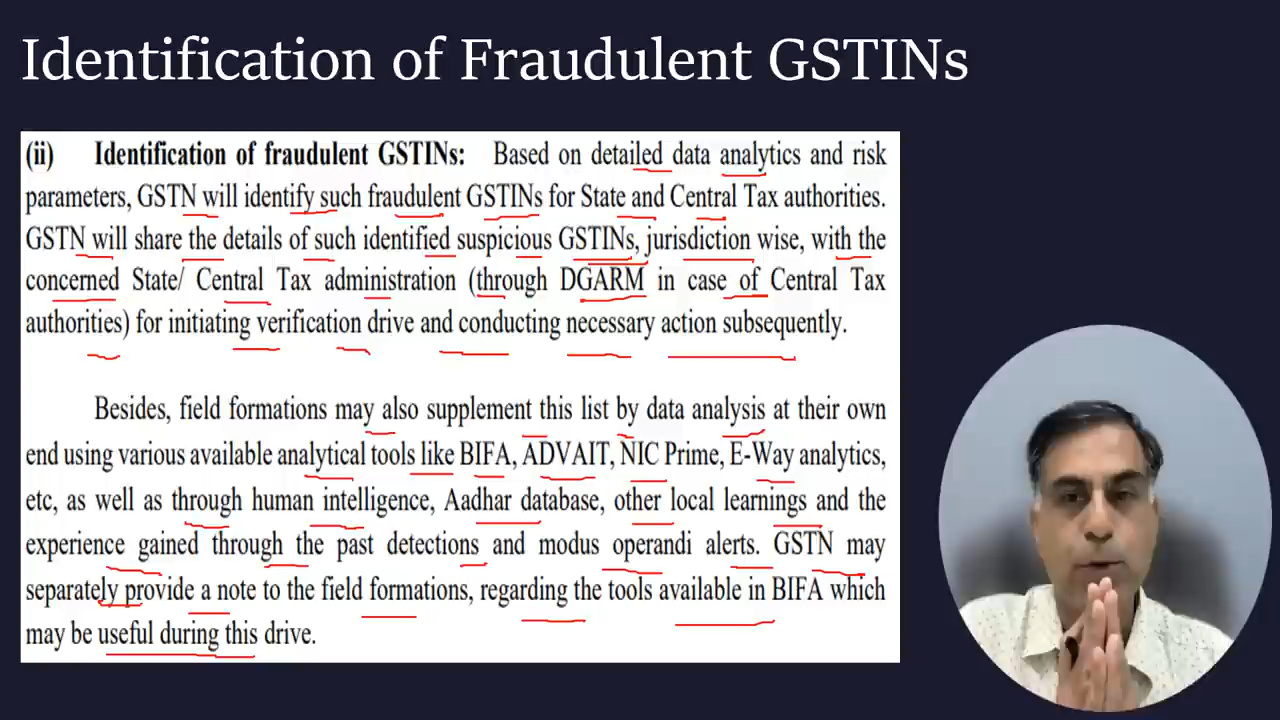 Identification of Fraudulent GSTINs
(ii) Identification of fraudulent GSTINs: Based on detailed data analytics and risk
parameters, GSTN will identify such fraudulent GSTINs for State and Central Tax authorities.
GSTN will share the details of such identified suspicious GSTINs, jurisdiction wise, with the
concerned State/ Central Tax administration (through DGARM in case of Central Tax
authorities) for initiating verification drive and conducting necessary action subsequently.
Besides, field formations may also supplement this list by data analysis at their own
end using various available analytical tools like BIFA, ADVAIT, NIC Prime, E-Way analytics,
etc, as well as through human intelligence, Aadhar database, other local learnings and the
experience gained through the past detections and modus operandi alerts. GSTN may
separately provide a note to the field formations, regarding the tools available in BIFA which
may be useful during this drive.